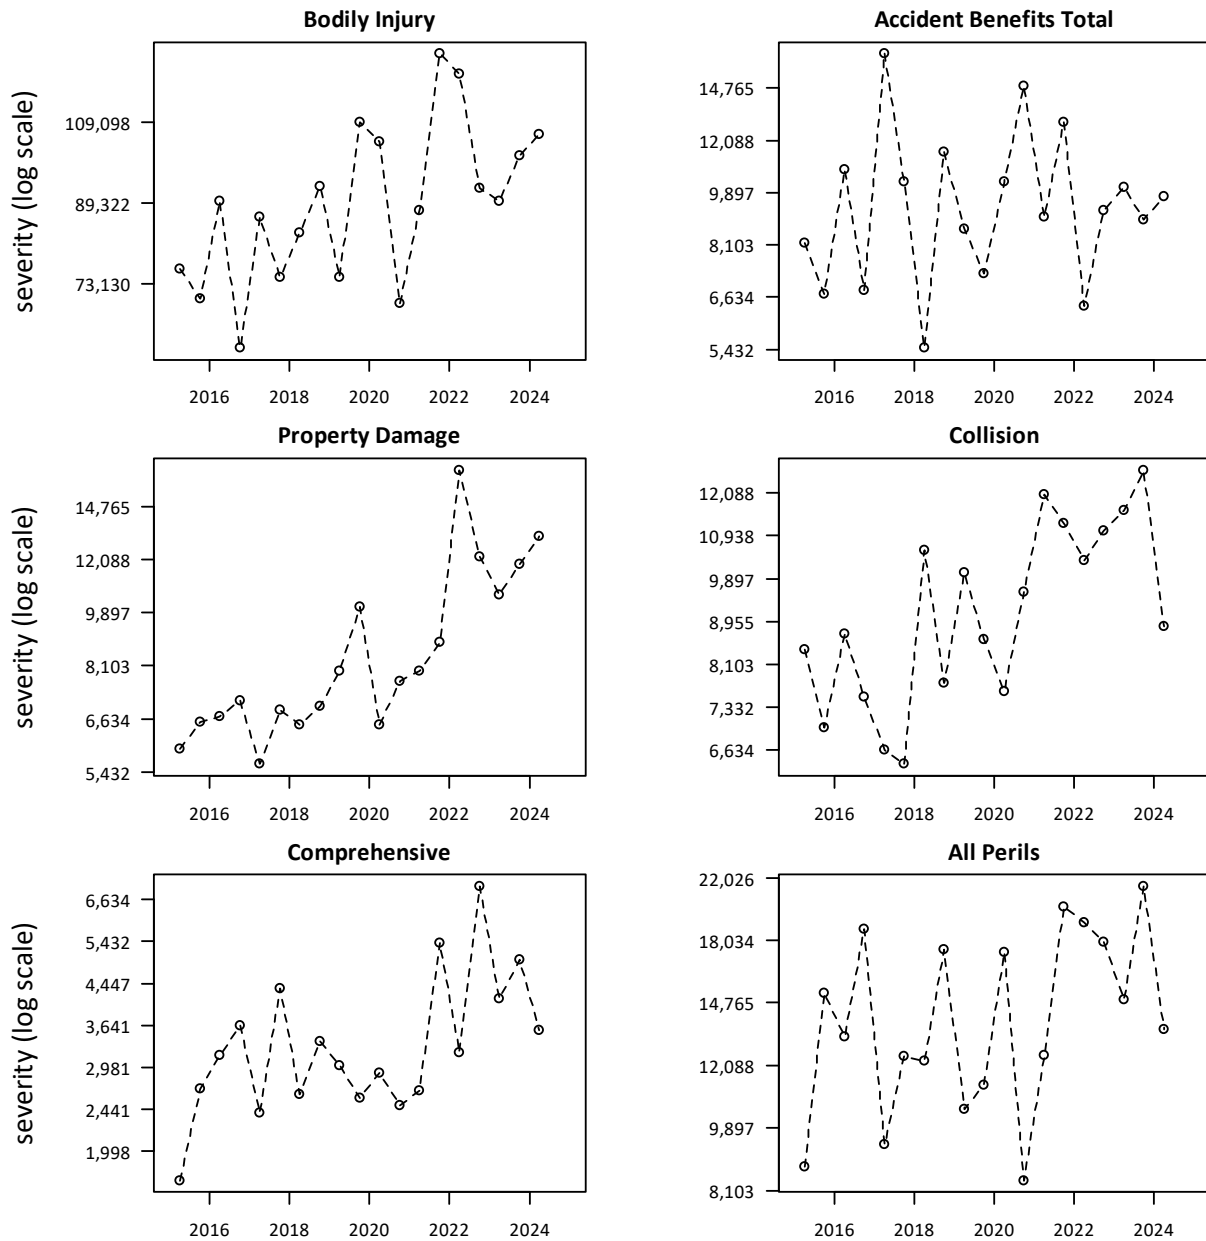 Bodily Injury
severity (log scale)
109,098
89,322
73,130
2016 2018 2020 2022 2024
Accident Benefits Total
14,765
12,088
9,897
8,103
6,634
5,432
2016 2018 2020 2022 2024
Property Damage
severity (log scale)
14,765
12,088
9,897
8,103
6,634
5,432
2016 2018 2020 2022 2024
Collision
12,088
10,938
9,897
8,955
8,103
7,332
6,634
2016 2018 2020 2022 2024
Comprehensive
severity (log scale)
6,634
5,432
4,447
3,641
2,981
2,441
1,998
2016 2018 2020 2022 2024
All Perils
22,026
18,034
14,765
12,088
9,897
8,103
2016 2018 2020 2022 2024